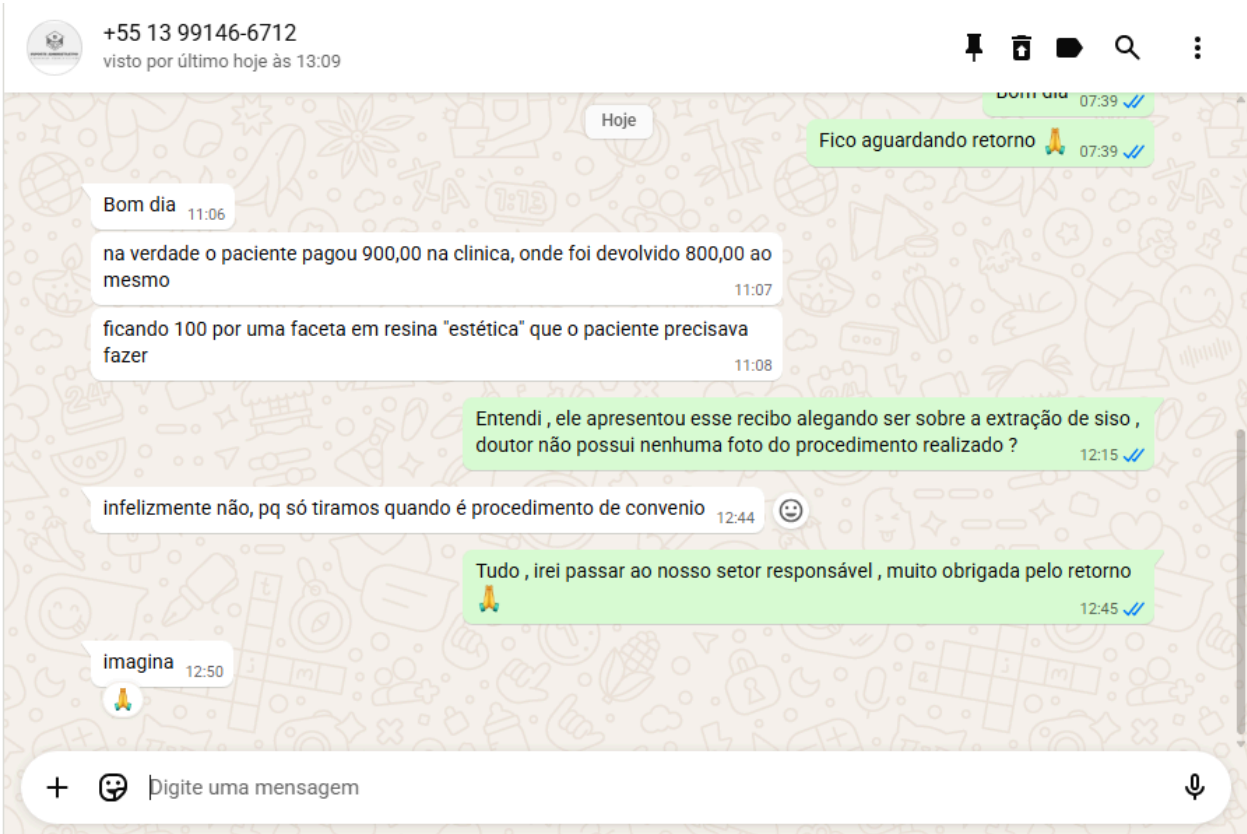 +55 13 99146-6712
visto por último hoje às 13:09
Bom dia 07:39
Hoje
Fico aguardando retorno 🙏 07:39
Bom dia 11:06
na verdade o paciente pagou 900,00 na clinica, onde foi devolvido 800,00 ao
mesmo 11:07
ficando 100 por uma faceta em resina "estética" que o paciente precisava
fazer 11:08
Entendi , ele apresentou esse recibo alegando ser sobre a extração de siso ,
doutor não possui nenhuma foto do procedimento realizado ? 12:15
infelizmente não, pq só tiramos quando é procedimento de convenio 12:44
Tudo , irei passar ao nosso setor responsável , muito obrigada pelo retorno
🙏 12:45
imagina 12:50
🙏
Digite uma mensagem